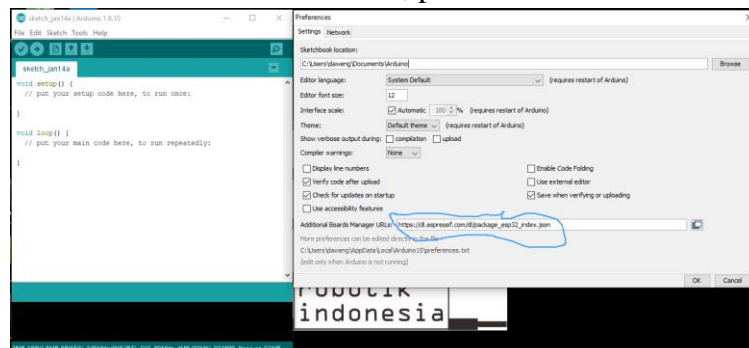 sketch_jan14a | Arduino 1.8.10
File Edit Sketch Tools Help
sketch_jan14a
void setup() {
// put your setup code here, to run once:
}
void loop() {
// put your main code here, to run repeatedly:
}
Preferences
Settings Network
Sketchbook location:
C:\Users\daweng\Documents\Arduino
Browse
Editor language: System Default (requires restart of Arduino)
Editor font size: 12
Interface scale: Automatic 100 % (requires restart of Arduino)
Theme: Default theme (requires restart of Arduino)
Show verbose output during: compilation upload
Compiler warnings: None
Display line numbers Enable Code Folding
Verify code after upload Use external editor
Check for updates on startup Save when verifying or uploading
Use accessibility features
Additional Boards Manager URLs: https://dl.espressif.com/dl/package_esp32_index.json
More preferences can be edited directly in the file
C:\Users\daweng\AppData\Local\Arduino15\preferences.txt
(edit only when Arduino is not running)
OK Cancel
robotik
indonesia